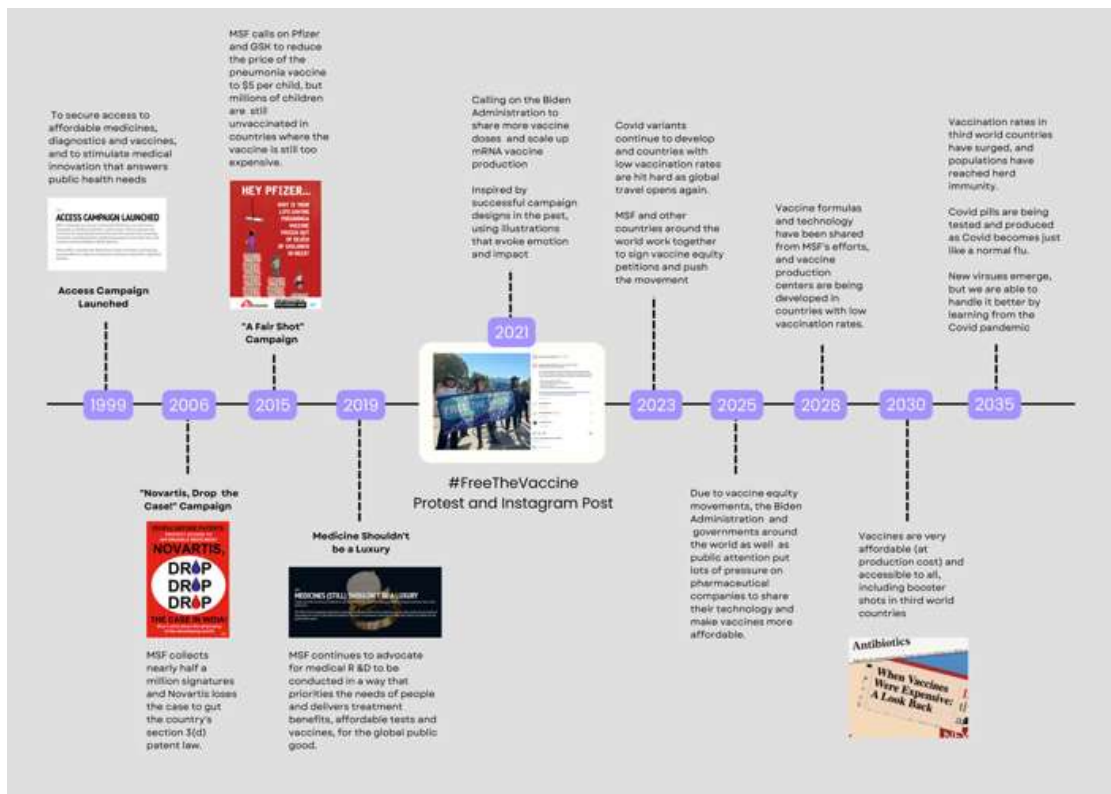 To secure access to
affordable medicines,
diagnostics and vaccines,
and to stimulate medical
innovation that answers
public health needs
ACCESS CAMPAIGN LAUNCHED
Access Campaign
Launched
1999
2006
"Novartis, Drop the
Case!" Campaign
NOVARTIS,
DROP
DROP
DROP
THE CASE NOW!
MSF collects
nearly half a
million signatures
and Novartis loses
the case to gut
the country's
section 3(d)
patent law.
MSF calls on Pfizer
and GSK to reduce
the price of the
pneumonia vaccine
to $5 per child, but
millions of children
are still
unvaccinated in
countries where the
vaccine is still too
expensive.
HEY PFIZER...
WHY IS YOUR
LIFE-SAVING
PNEUMONIA
VACCINE
PRICED OUT
OF REACH
OF CHILDREN
IN NEED?
"A Fair Shot"
Campaign
2015
2019
Medicine Shouldn't
be a Luxury
MEDICINES (STILL) SHOULDN'T BE A LUXURY
MSF continues to advocate
for medical R &D to be
conducted in a way that
priorities the needs of people
and delivers treatment
benefits, affordable tests and
vaccines, for the global public
good.
Calling on the Biden
Administration to
share more vaccine
doses and scale up
mRNA vaccine
production
Inspired by
successful campaign
designs in the past,
using illustrations
that evoke emotion
and impact
2021
#FreeTheVaccine
Protest and Instagram Post
Covid variants
continue to develop
and countries with
low vaccination rates
are hit hard as global
travel opens again.
MSF and other
countries around the
world work together
to sign vaccine equity
petitions and push
the movement
2023
2025
Due to vaccine equity
movements, the Biden
Administration and
governments around
the world as well as
public attention put
lots of pressure on
pharmaceutical
companies to share
their technology and
make vaccines more
affordable.
Vaccine formulas
and technology
have been shared
from MSF's efforts,
and vaccine
production
centers are being
developed in
countries with low
vaccination rates.
2028
2030
Vaccines are very
affordable (at
production cost) and
accessible to all,
including booster
shots in third world
countries
Antibiotics
When Vaccines
Were Expensive:
A Look Back
Vaccination rates in
third world countries
have surged, and
populations have
reached herd
immunity.
Covid pills are being
tested and produced
as Covid becomes just
like a normal flu.
New virsues emerge,
but we are able to
handle it better by
learning from the
Covid pandemic
2035